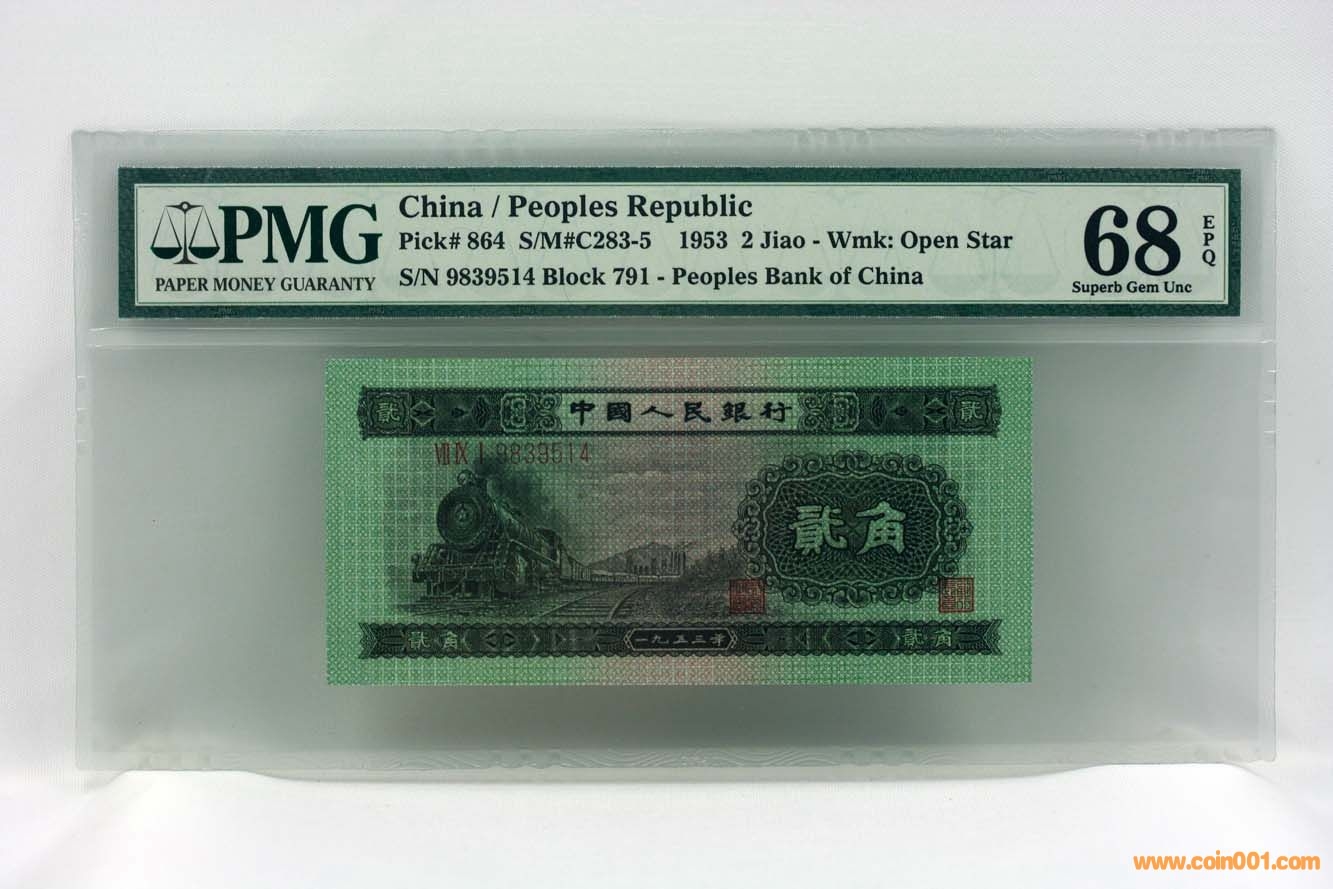 PMG
PAPER MONEY GUARANTY
China / Peoples Republic
Pick# 864 S/M#C283-5 1953 2 Jiao - Wmk: Open Star
S/N 9839514 Block 791 - Peoples Bank of China
68
EPQ
Superb Gem Unc
貳 中國人民銀行 貳
VII IX I 9839514
貳角
貳角 一九五三年 貳角
www.coin001.com